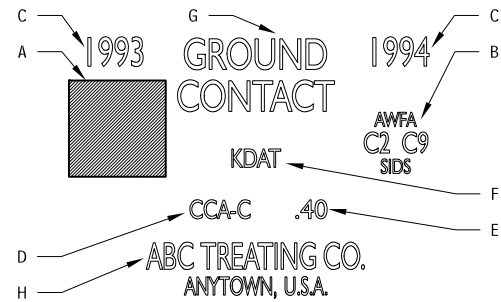 C 1993 G GROUND 1994 C
A CONTACT B
AWFA
C2 C9
KDAT SIDS
F
CCA-C .40 E
D ABC TREATING CO.
H ANYTOWN, U.S.A.